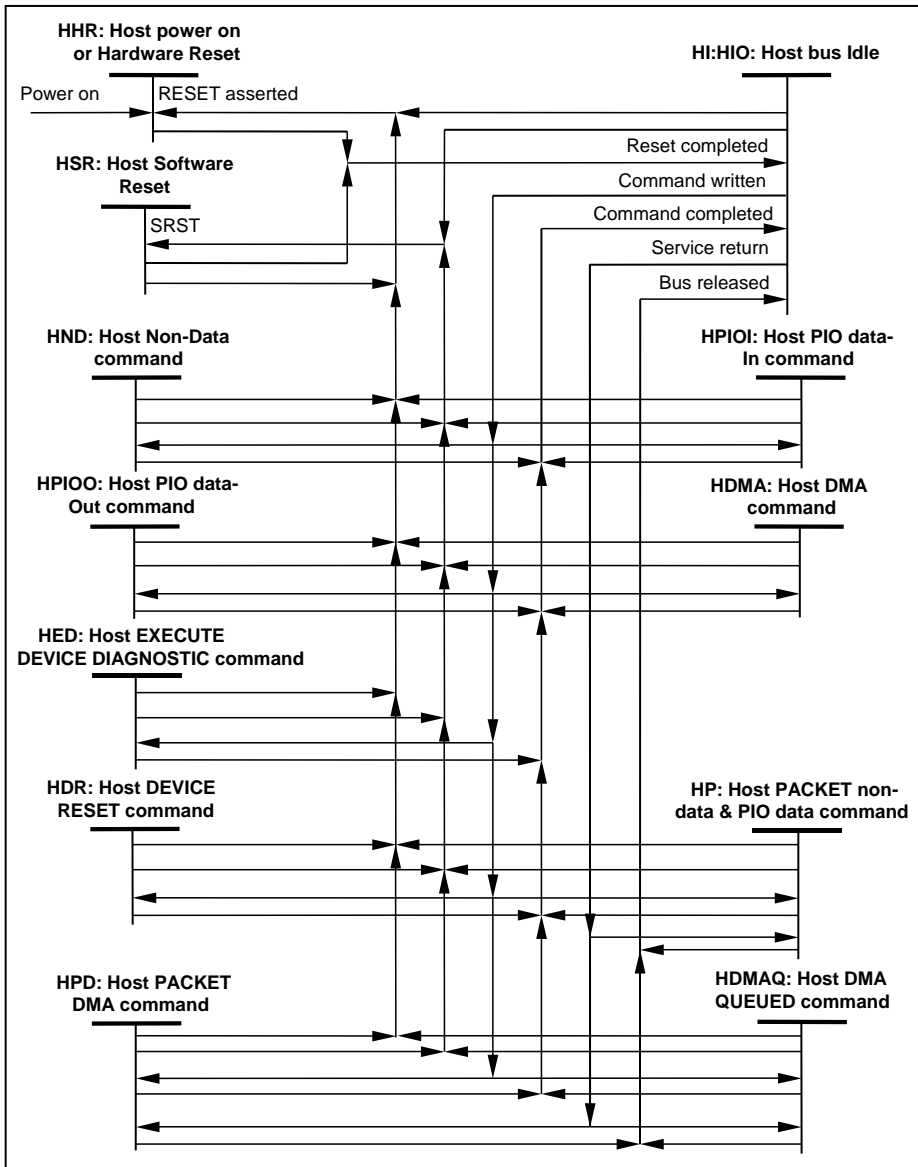 HHR: Host power on
or Hardware Reset
HI:HIO: Host bus Idle
Power on
RESET asserted
Reset completed
HSR: Host Software
Reset
Command written
SRST
Command completed
Service return
Bus released
HND: Host Non-Data
command
HPIOI: Host PIO data-
In command
HPIOO: Host PIO data-
Out command
HDMA: Host DMA
command
HED: Host EXECUTE
DEVICE DIAGNOSTIC command
HDR: Host DEVICE
RESET command
HP: Host PACKET non-
data & PIO data command
HPD: Host PACKET
DMA command
HDMAQ: Host DMA
QUEUED command